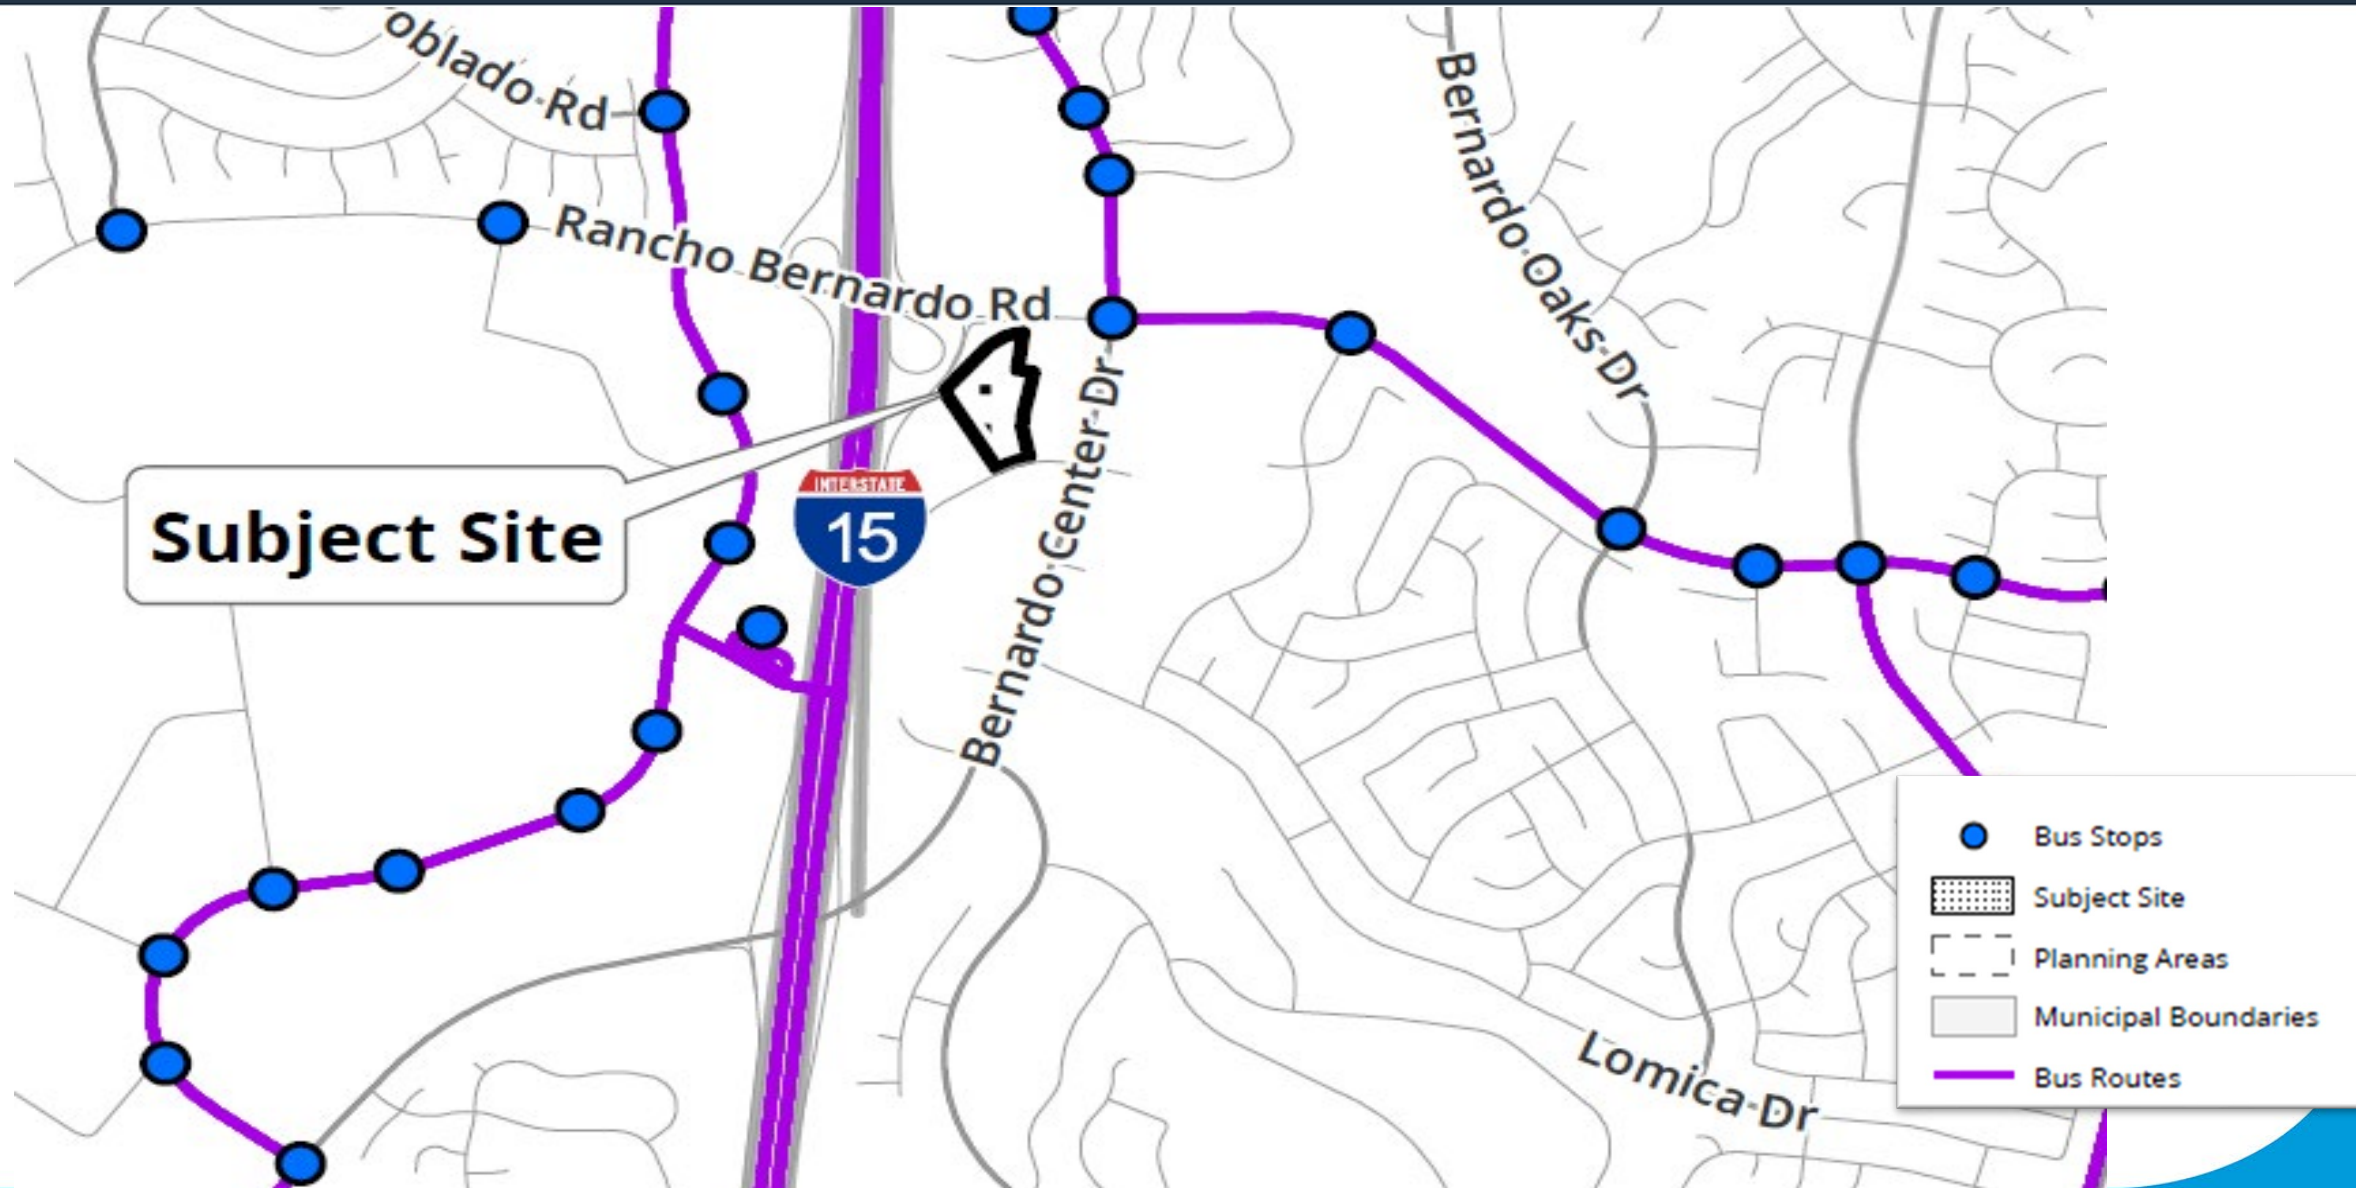 oblado Rd
Rancho Bernardo Rd
Bernardo Oaks Dr
Bernardo Center Dr
Subject Site
INTERSTATE
15
Lomica Dr
Bus Stops
Subject Site
Planning Areas
Municipal Boundaries
Bus Routes